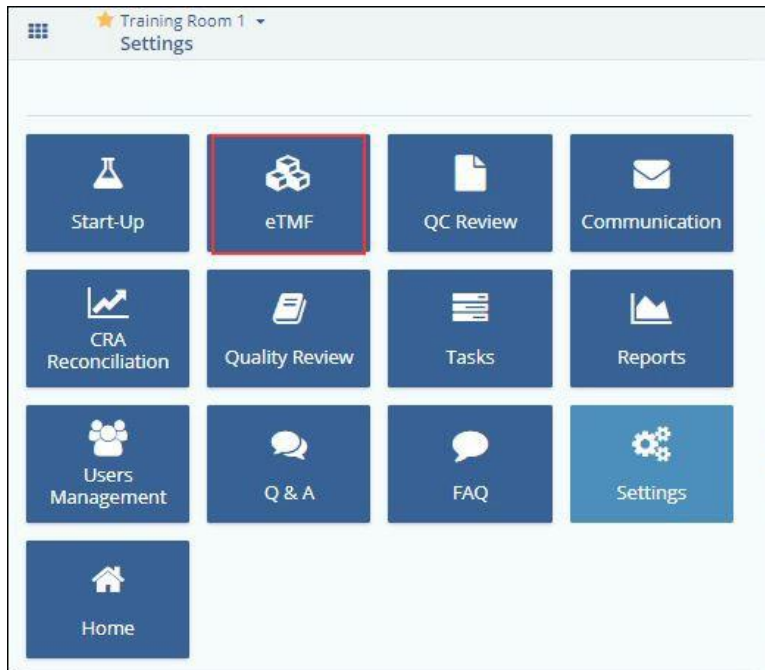 Training Room 1
Settings
Start-Up
eTMF
QC Review
Communication
CRA
Reconciliation
Quality Review
Tasks
Reports
Users
Management
Q & A
FAQ
Settings
Home